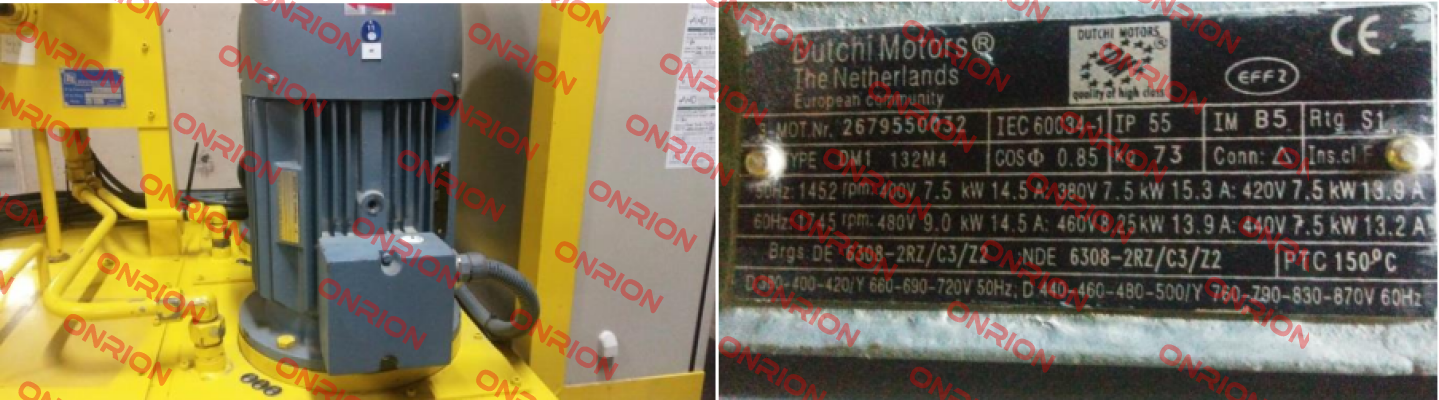 Dutchi Motors®
The Netherlands
European community
DUTCHI MOTORS ®
DMI
quality of high class
EFF 2
CE
3-MOT.Nr. 2679550032 IEC 60034-1 IP 55 IM B5 Rtg S1
TYPE DM1 132M4 COS Φ 0.85 kg 73 Conn: △ Ins.cl F
50Hz: 1452 rpm: 400V 7.5 kW 14.5 A: 380V 7.5 kW 15.3 A: 420V 7.5 kW 13.9 A
60Hz: 1745 rpm: 480V 9.0 kW 14.5 A: 460V 8.25kW 13.9 A: 440V 7.5 kW 13.2 A
Brgs DE 6308-2RZ/C3/Z2 NDE 6308-2RZ/C3/Z2 PTC 150°C
D 380-400-420/Y 660-690-720V 50Hz, D 440-460-480-500/Y 760-790-830-870V 60Hz
ONRION